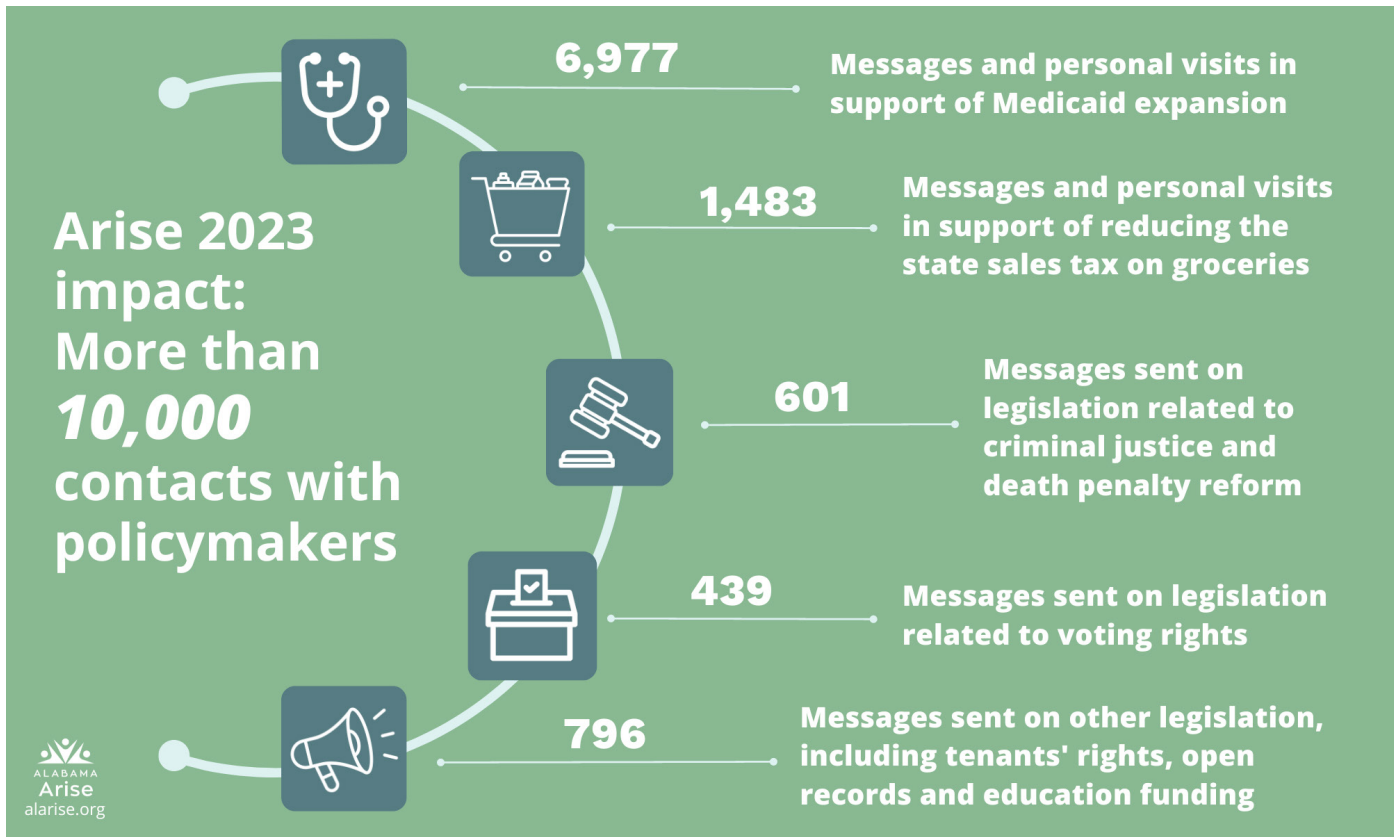 Arise 2023
impact:
More than
10,000
contacts with
policymakers
6,977
Messages and personal visits in
support of Medicaid expansion
1,483
Messages and personal visits
in support of reducing the
state sales tax on groceries
601
Messages sent on
legislation related to
criminal justice and
death penalty reform
439
Messages sent on legislation
related to voting rights
796
Messages sent on other legislation,
including tenants' rights, open
records and education funding
ALABAMA
Arise
alarise.org